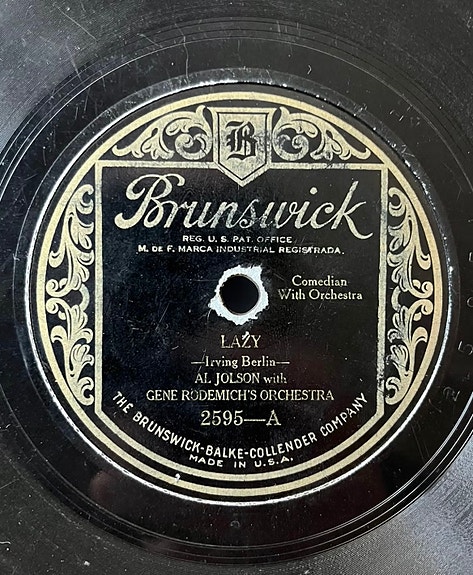 B
Brunswick
REG. U. S. PAT. OFFICE
M. DE F. MARCA INDUSTRIAL REGISTRADA.
Comedian
With Orchestra
LAZY
—Irving Berlin—
AL JOLSON with
GENE RODEMICH'S ORCHESTRA
2595—A
THE BRUNSWICK-BALKE-COLLENDER COMPANY
MADE IN U.S.A.